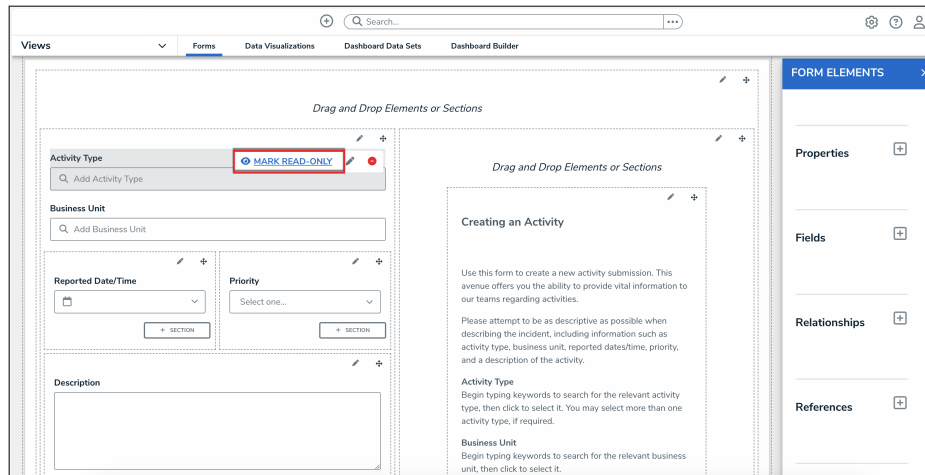 Search...
Views
Forms
Data Visualizations
Dashboard Data Sets
Dashboard Builder
FORM ELEMENTS
Drag and Drop Elements or Sections
Activity Type
MARK READ-ONLY
Add Activity Type
Business Unit
Add Business Unit
Reported Date/Time
Priority
Select one...
+ SECTION
+ SECTION
Description
Drag and Drop Elements or Sections
Creating an Activity
Use this form to create a new activity submission. This
avenue offers you the ability to provide vital information to
our teams regarding activities.
Please attempt to be as descriptive as possible when
describing the incident, including information such as
activity type, business unit, reported dates/time, priority,
and a description of the activity.
Activity Type
Begin typing keywords to search for the relevant activity
type, then click to select it. You may select more than one
activity type, if required.
Business Unit
Begin typing keywords to search for the relevant business
unit, then click to select it.
Properties
Fields
Relationships
References